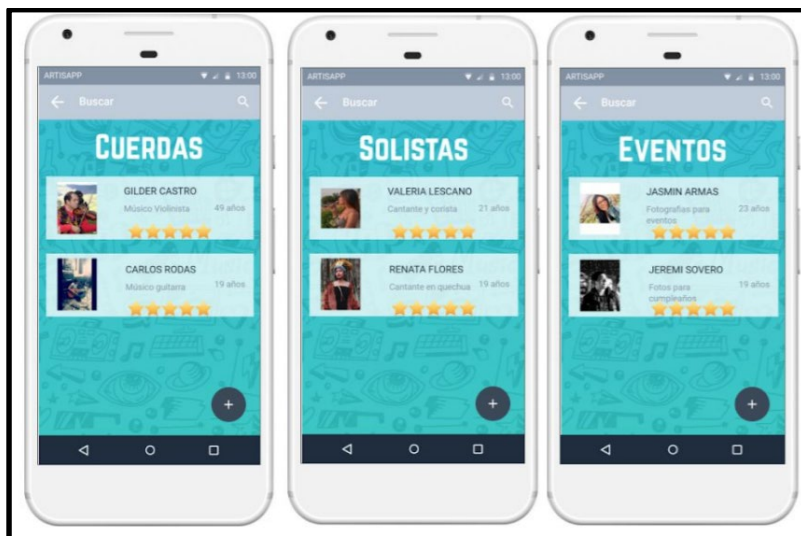 ARTISAPP 13:00
Buscar
CUERDAS
GILDER CASTRO
Músico Violinista 49 años
CARLOS RODAS
Músico guitarra 19 años
+
ARTISAPP 13:00
Buscar
SOLISTAS
VALERIA LESCANO
Cantante y corista 21 años
RENATA FLORES
Cantante en quechua 19 años
+
ARTISAPP 13:00
Buscar
EVENTOS
JASMIN ARMAS
Fotografias para 23 años
eventos
JEREMI SOVERO
Fotos para 19 años
cumpleaños
+